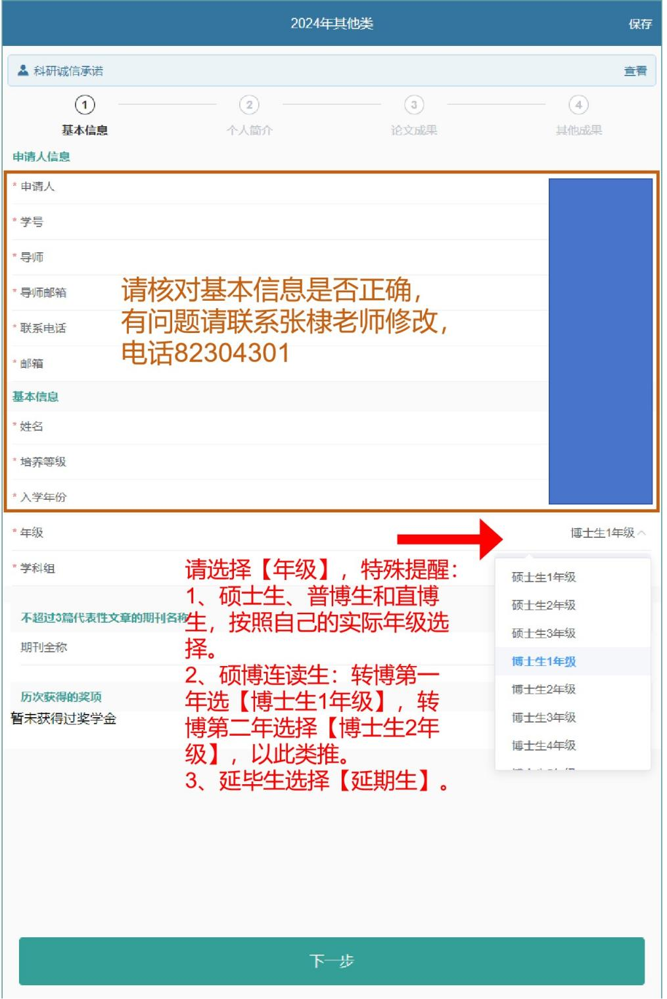 2024年其他类
保存
科研诚信承诺
查看
1
2
3
4
基本信息
个人简介
论文成果
其他成果
申请人信息
* 申请人
* 学号
* 导师
* 导师邮箱
* 联系电话
* 邮箱
请核对基本信息是否正确，
有问题请联系张棣老师修改，
电话82304301
基本信息
* 姓名
* 培养等级
* 入学年份
* 年级
博士生1年级
* 学科组
不超过3篇代表性文章的期刊名称
期刊全称
历次获得的奖项
暂未获得过奖学金
请选择【年级】，特殊提醒：
1、硕士生、普博生和直博
生，按照自己的实际年级选
择。
2、硕博连读生：转博第一
年选【博士生1年级】，转
博第二年选择【博士生2年
级】，以此类推。
3、延毕生选择【延期生】。
硕士生1年级
硕士生2年级
硕士生3年级
博士生1年级
博士生2年级
博士生3年级
博士生4年级
下一步